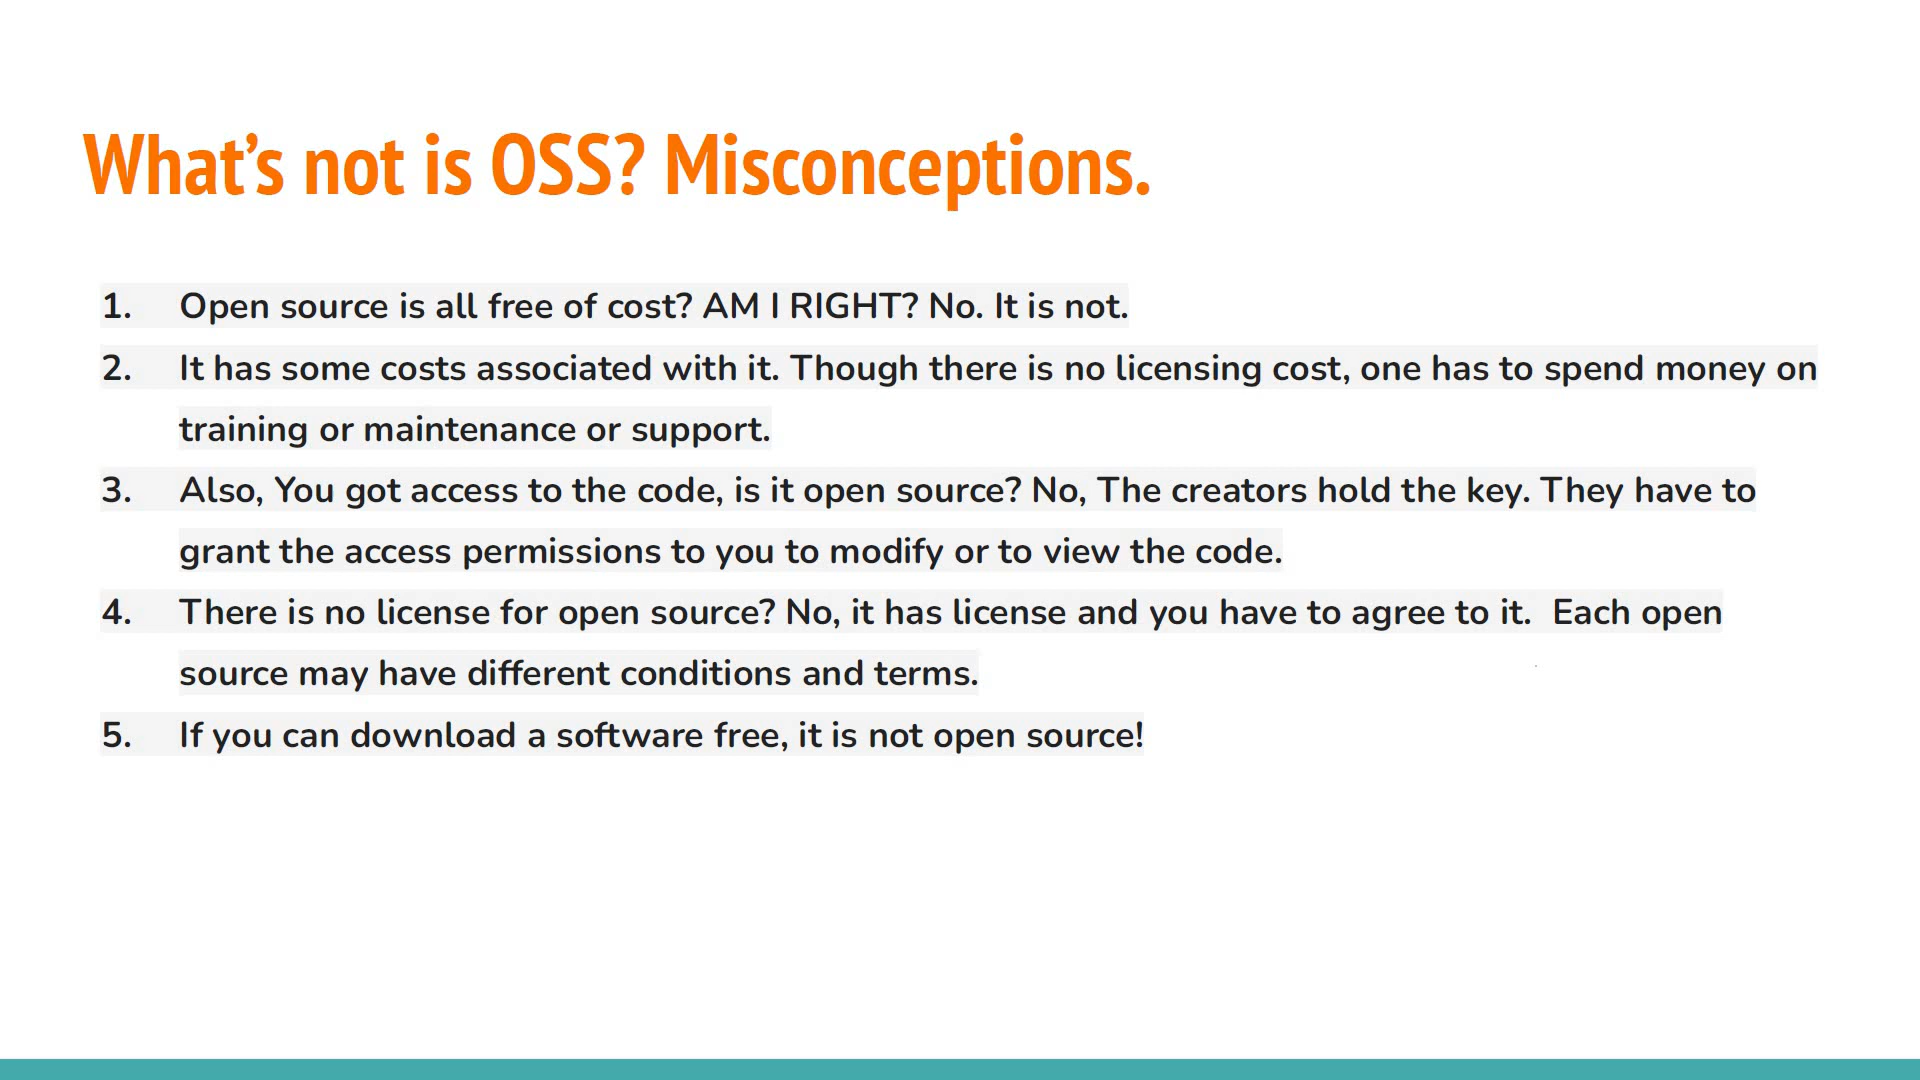 What’s not is OSS? Misconceptions.
1. Open source is all free of cost? AM I RIGHT? No. It is not.
2. It has some costs associated with it. Though there is no licensing cost, one has to spend money on
training or maintenance or support.
3. Also, You got access to the code, is it open source? No, The creators hold the key. They have to
grant the access permissions to you to modify or to view the code.
4. There is no license for open source? No, it has license and you have to agree to it.  Each open
source may have different conditions and terms.
5. If you can download a software free, it is not open source!